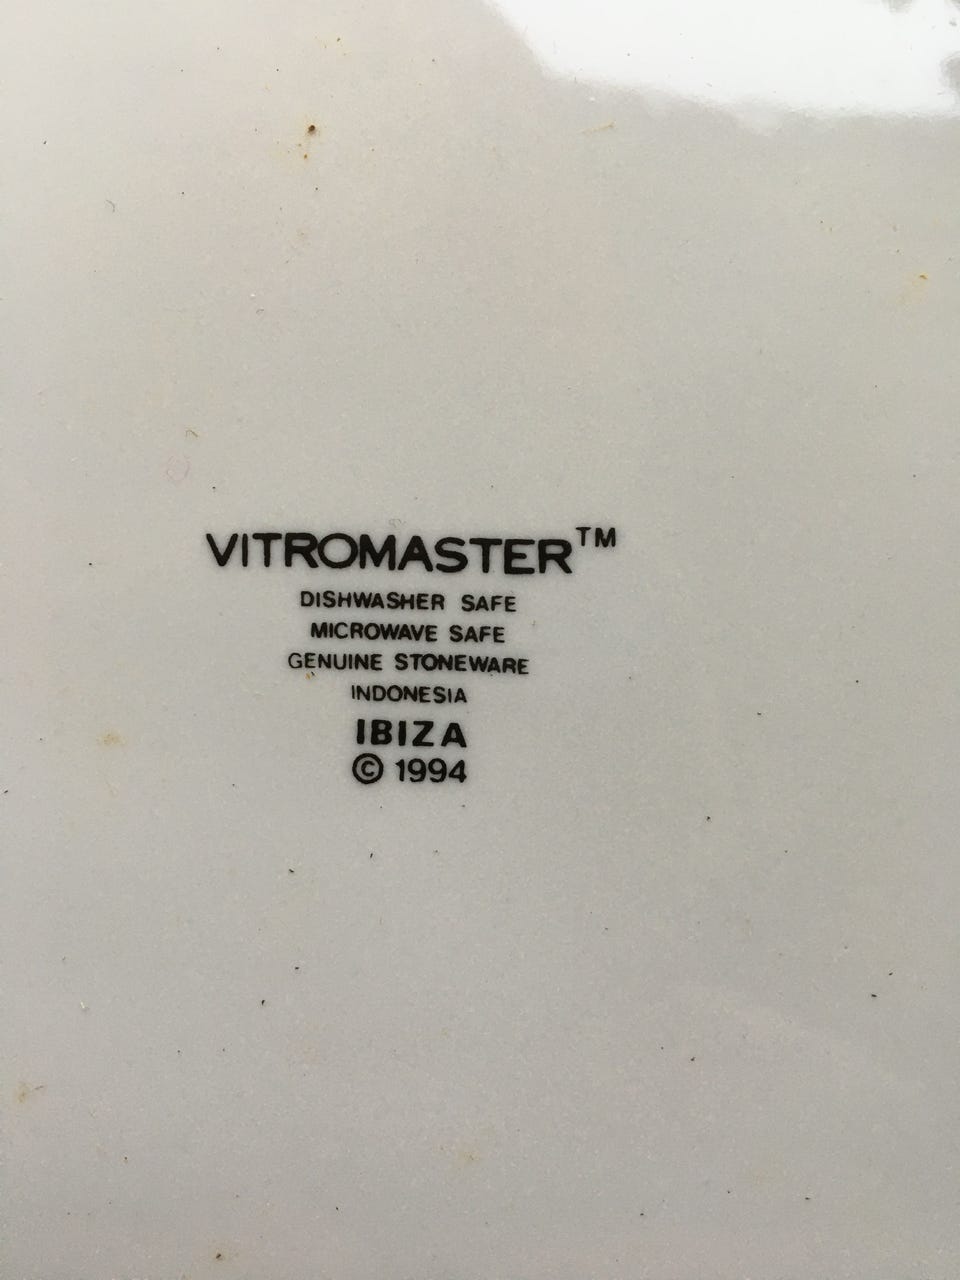 VITROMASTER™
DISHWASHER SAFE
MICROWAVE SAFE
GENUINE STONEWARE
INDONESIA
IBIZA
© 1994